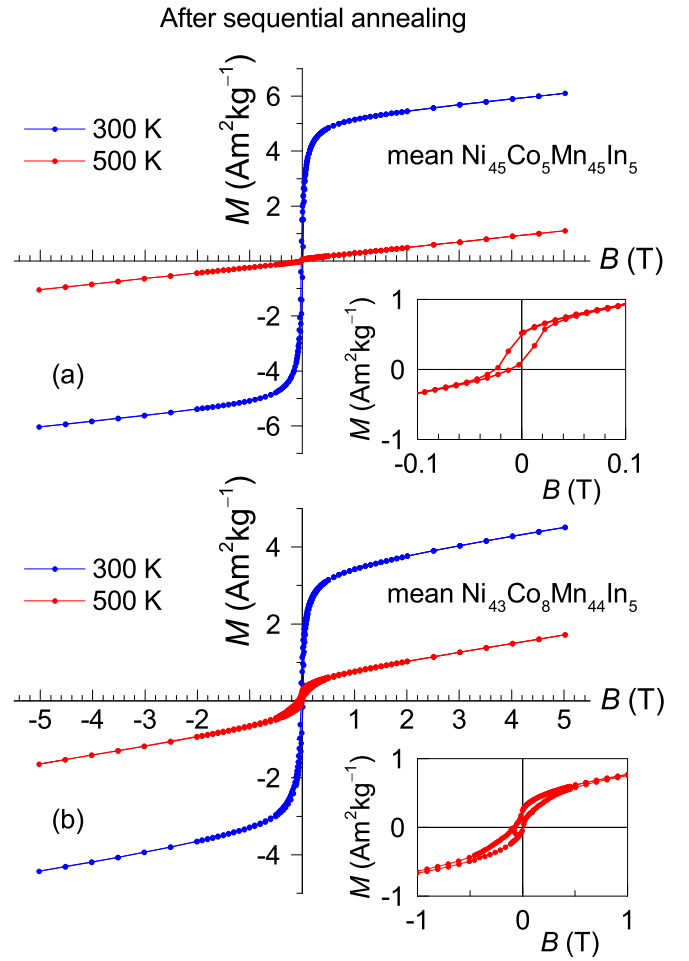 After sequential annealing
M (Am²kg⁻¹)
6
4
2
-2
-4
-6
300 K
500 K
mean Ni₄₅Co₅Mn₄₅In₅
B (T)
(a)
M (Am²kg⁻¹)
1
0
-1
-0.1 0 0.1
B (T)
M (Am²kg⁻¹)
4
2
-2
-4
300 K
500 K
mean Ni₄₃Co₈Mn₄₄In₅
-5 -4 -3 -2 -1 1 2 3 4 5
B (T)
(b)
M (Am²kg⁻¹)
1
0
-1
-1 0 1
B (T)